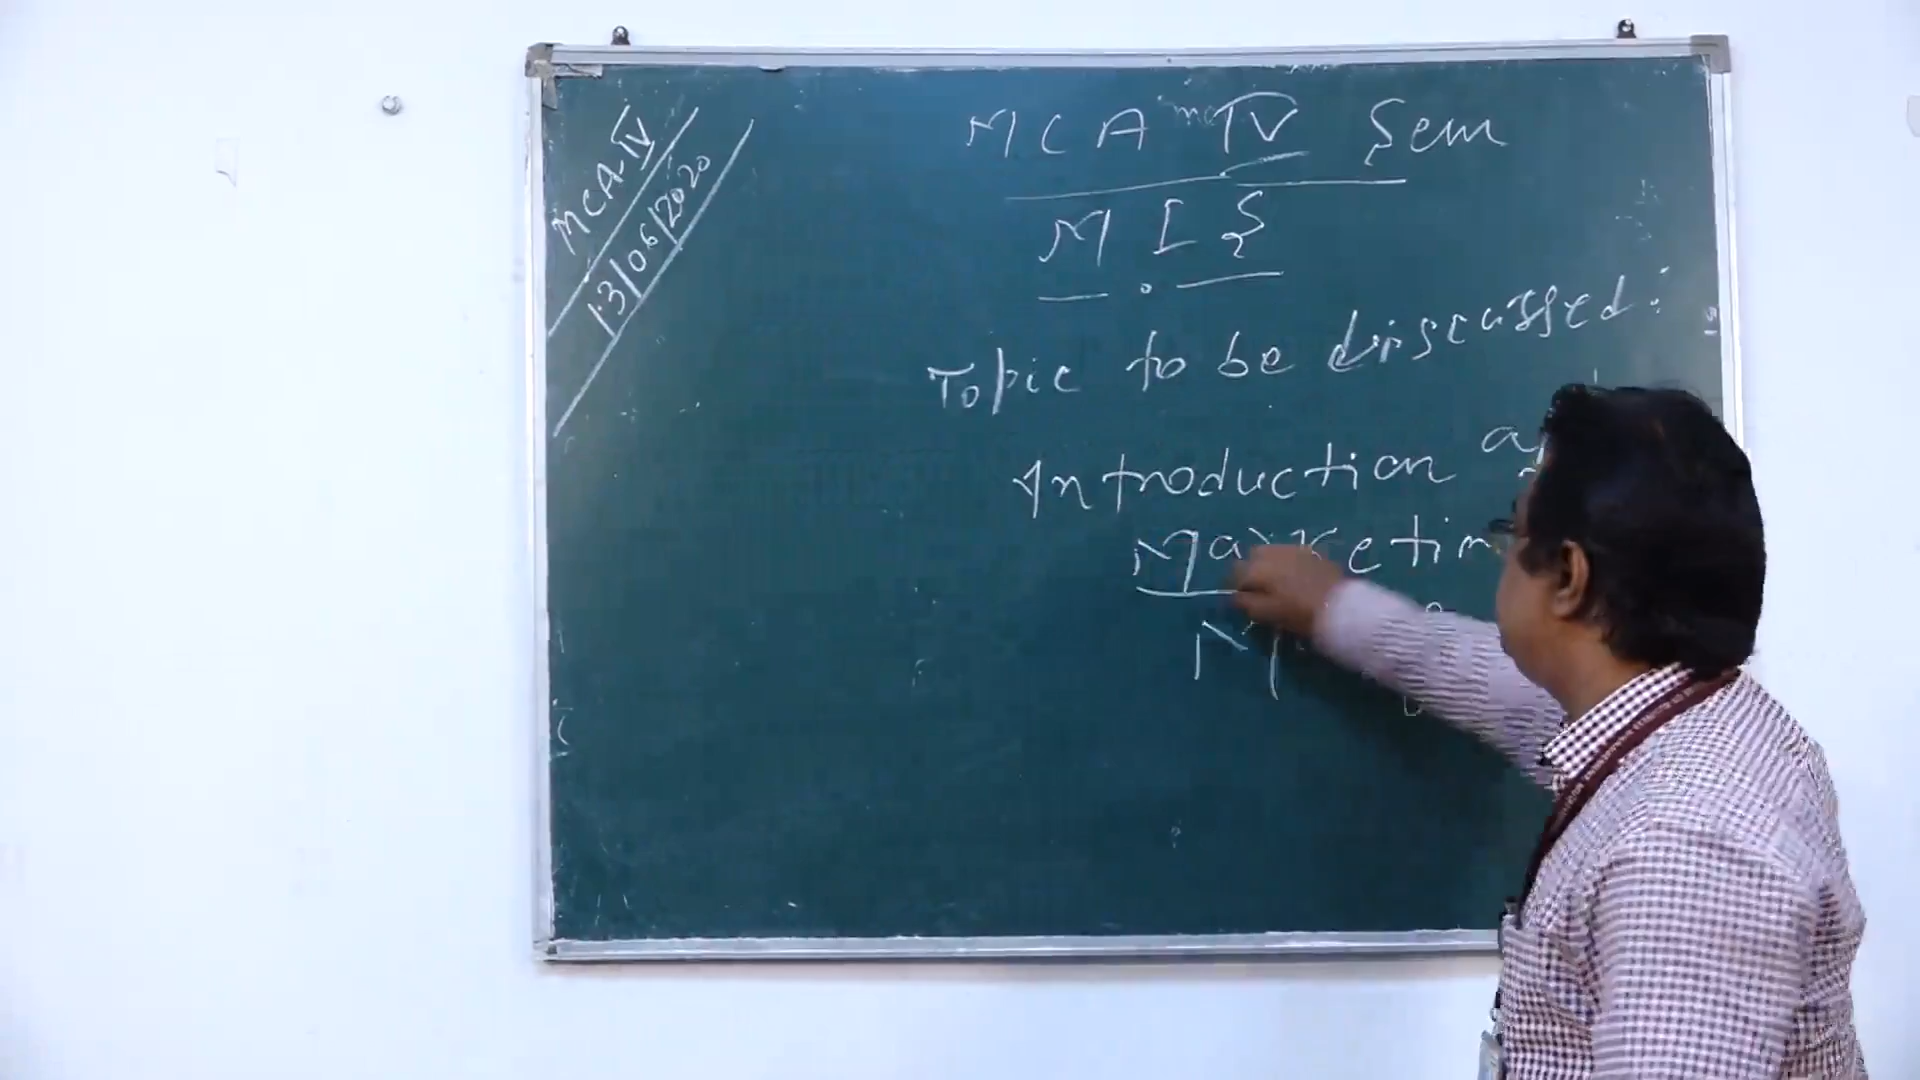 MCA-IV
13/06/2020
MCA IV Sem
MIS
Topic to be discussed:
Introduction
Marketin